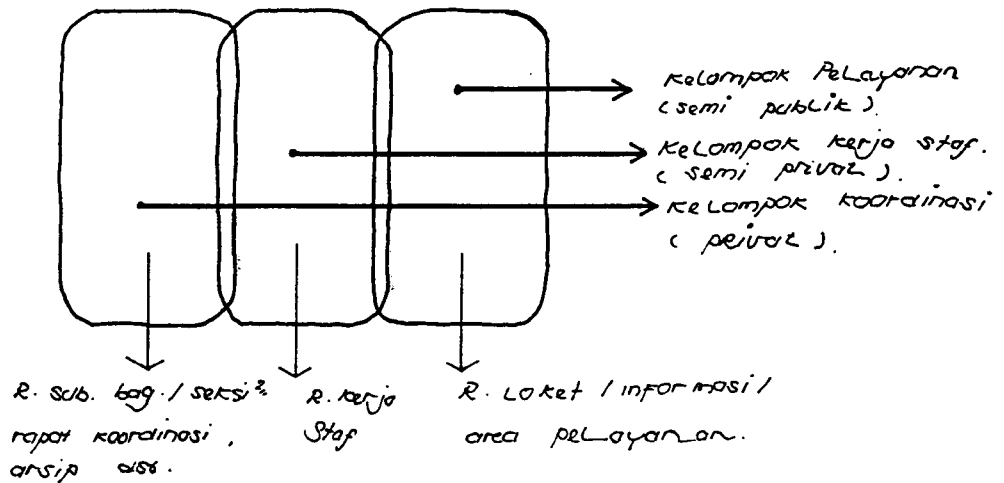 Kelompok Pelayanan
(semi publik).
Kelompok kerja staf.
(semi privat).
Kelompok koordinasi
(privat).
R. sub. bag. / seksi²,
rapat koordinasi,
arsip
R. kerja
Staf
R. Loket / informasi /
area pelayanan.